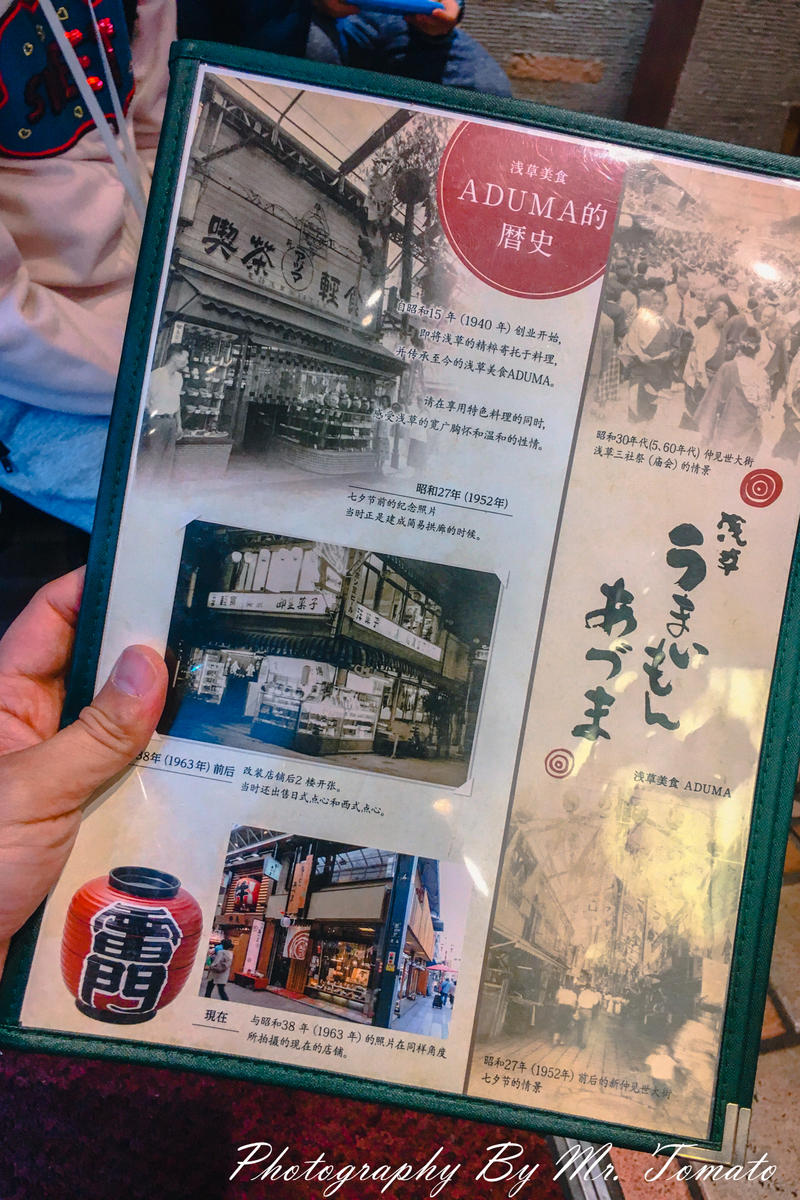 浅草美食
ADUMA的
暦史
喫茶
アヅマ
輕食
自昭和15 年 (1940 年) 创业开始,
即将浅草的精粹寄托于料理,
并传承至今的浅草美食ADUMA。
请在享用特色料理的同时,
感受浅草的宽广胸怀和温和的性情。
昭和27年 (1952年)
七夕节前的纪念照片
当时正是建成简易拱廊的时候。
御豆菓子
洋菓子
38年 (1963年) 前后
改装店铺后2 楼开张。
当时还出售日式点心和西式点心。
雷門
現在
与昭和38 年 (1963 年) 的照片在同样角度
所拍摄的现在的店铺。
昭和30年代(5、60年代) 仲见世大街
浅草三社祭 (庙会) 的情景
浅草
うまいもん
あづま
浅草美食 ADUMA
昭和27年 (1952年) 前后的新仲见世大街
七夕节的情景
Photography By Mr. Tomato